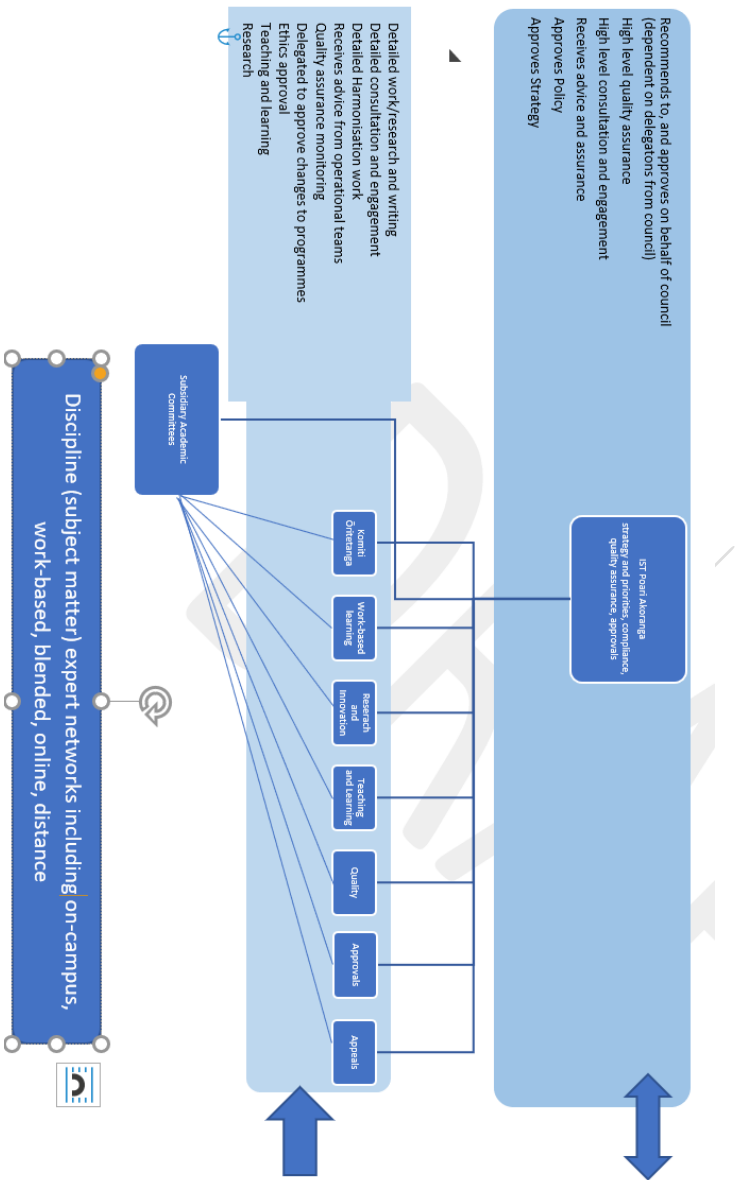 Recommends to, and approves on behalf of council
(dependent on delegatons from council)
High level quality assurance
High level consultation and engagement
Receives advice and assurance
Approves Policy
Approves Strategy
IST Poari Akoranga
strategy and priorities, compliance,
quality assurance, approvals
Detailed work/research and writing
Detailed consultation and engagement
Detailed Harmonisation work
Receives advice from operational teams
Quality assurance monitoring
Delegated to approve changes to programmes
Ethics approval
Teaching and learning
Research
Komiti
Ōritetanga
Work-based
learning
Reserach
and
Innovation
Teaching
and Learning
Quality
Approvals
Appeals
Subsidiary Academic
Committees
Discipline (subject matter) expert networks including on-campus,
work-based, blended, online, distance